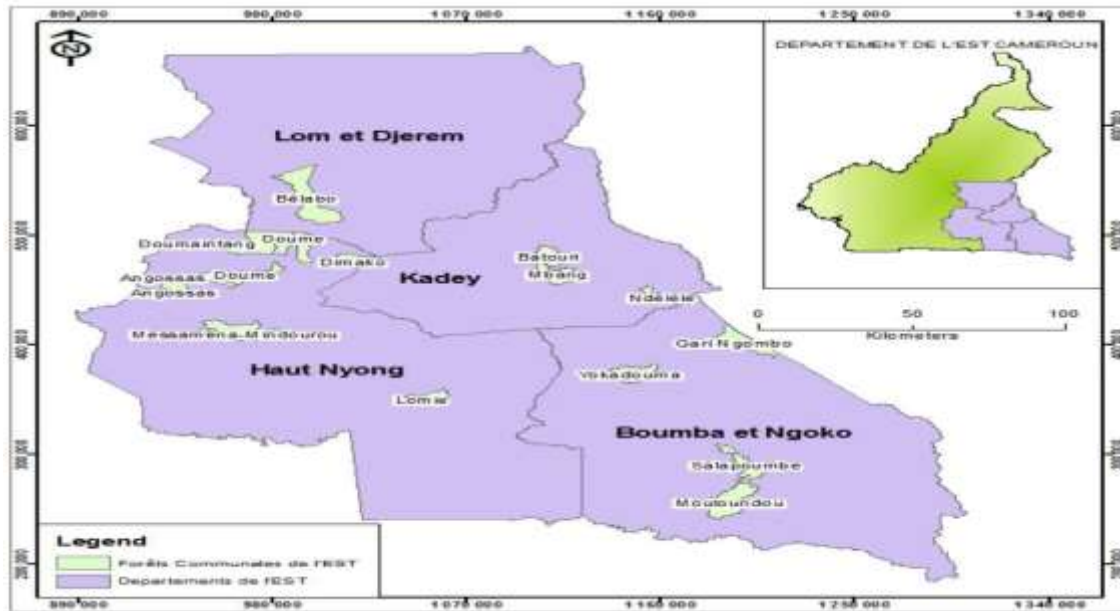 890,000 980,000 1 070 000 1 160 000 1 250 000 1 340 000
N
DEPARTEMENT DE L'EST CAMEROUN
Lom et Djerem
Bélabo
Doumaintang Doume
Dimako
Angossas Doume
Angossas
Kadey
Batouri
Mbang
Ndélélé
0 50 100
Kilometers
Messamena-Mindourou
Gari Ngombo
Haut Nyong
Yokadouma
Lomie
Boumba et Ngoko
Salapoumbe
Moutoundou
Legend
Forêts Communales de l'EST
Departements de l'EST
890,000 980,000 1 070 000 1 160 000 1 250 000 1 340 000